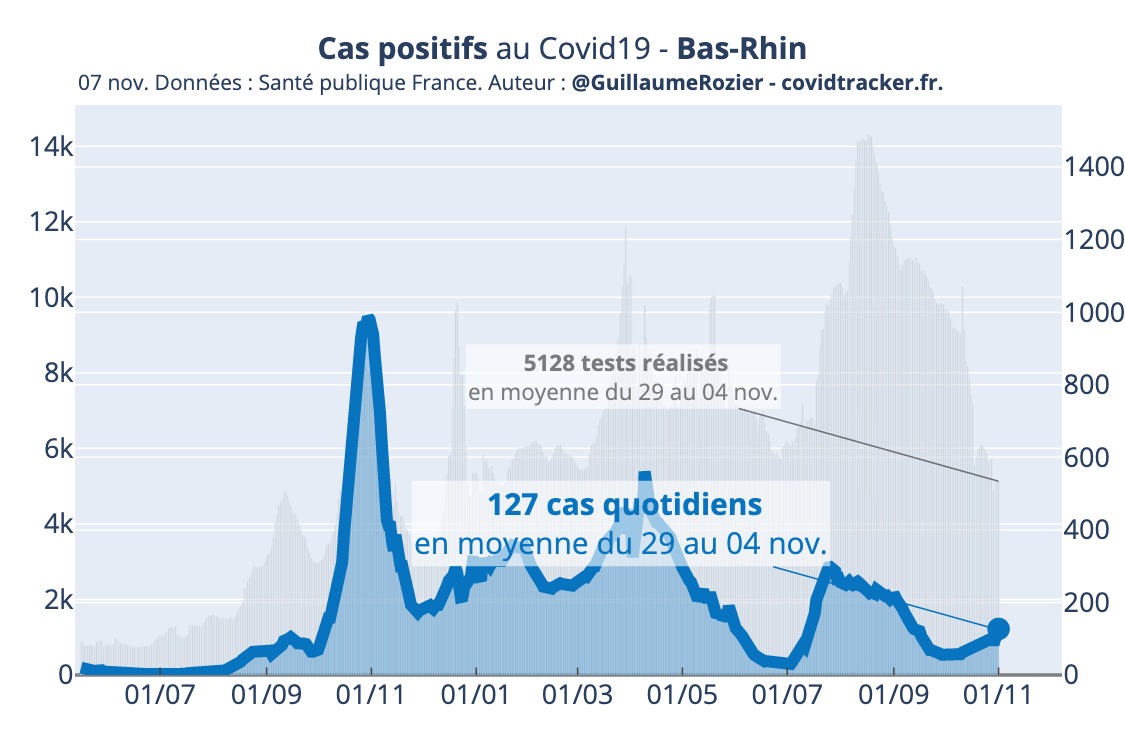 Cas positifs au Covid19 - Bas-Rhin
07 nov. Données : Santé publique France. Auteur : @GuillaumeRozier - covidtracker.fr.
14k
12k
10k
8k
6k
4k
2k
0
1400
1200
1000
800
600
400
200
0
5128 tests réalisés
en moyenne du 29 au 04 nov.
127 cas quotidiens
en moyenne du 29 au 04 nov.
01/07 01/09 01/11 01/01 01/03 01/05 01/07 01/09 01/11